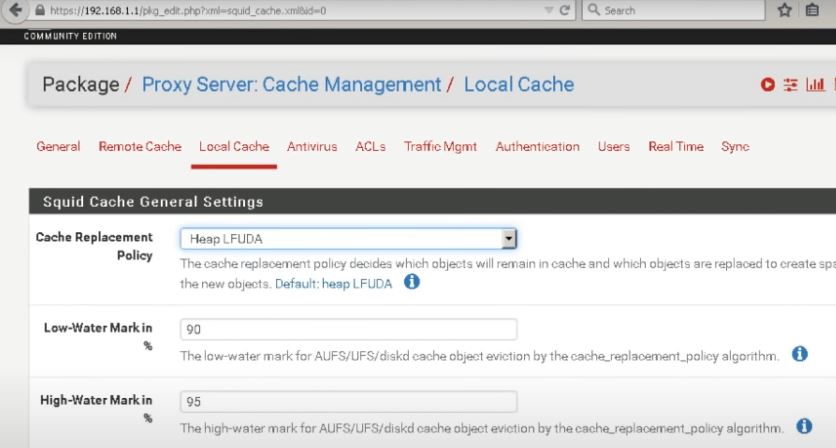 https://192.168.1.1/pkg_edit.php?xml=squid_cache.xml&id=0
Search
COMMUNITY EDITION
Package / Proxy Server: Cache Management / Local Cache
General Remote Cache Local Cache Antivirus ACLs Traffic Mgmt Authentication Users Real Time Sync
Squid Cache General Settings
Cache Replacement Policy
Heap LFUDA
The cache replacement policy decides which objects will remain in cache and which objects are replaced to create spa
the new objects. Default: heap LFUDA
Low-Water Mark in %
90
The low-water mark for AUFS/UFS/diskd cache object eviction by the cache_replacement_policy algorithm.
High-Water Mark in %
95
The high-water mark for AUFS/UFS/diskd cache object eviction by the cache_replacement_policy algorithm.